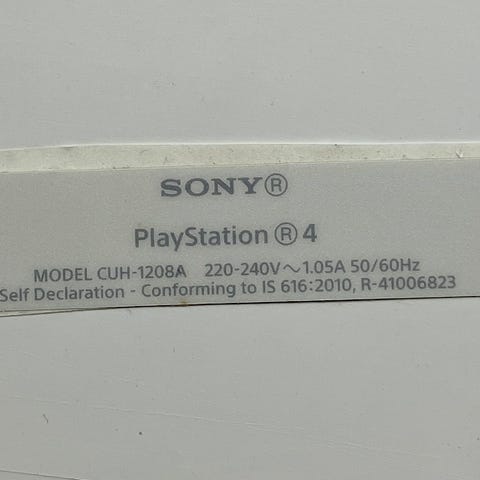 SONY®
PlayStation ® 4
MODEL CUH-1208A 220-240V~1.05A 50/60Hz
Self Declaration - Conforming to IS 616:2010, R-41006823